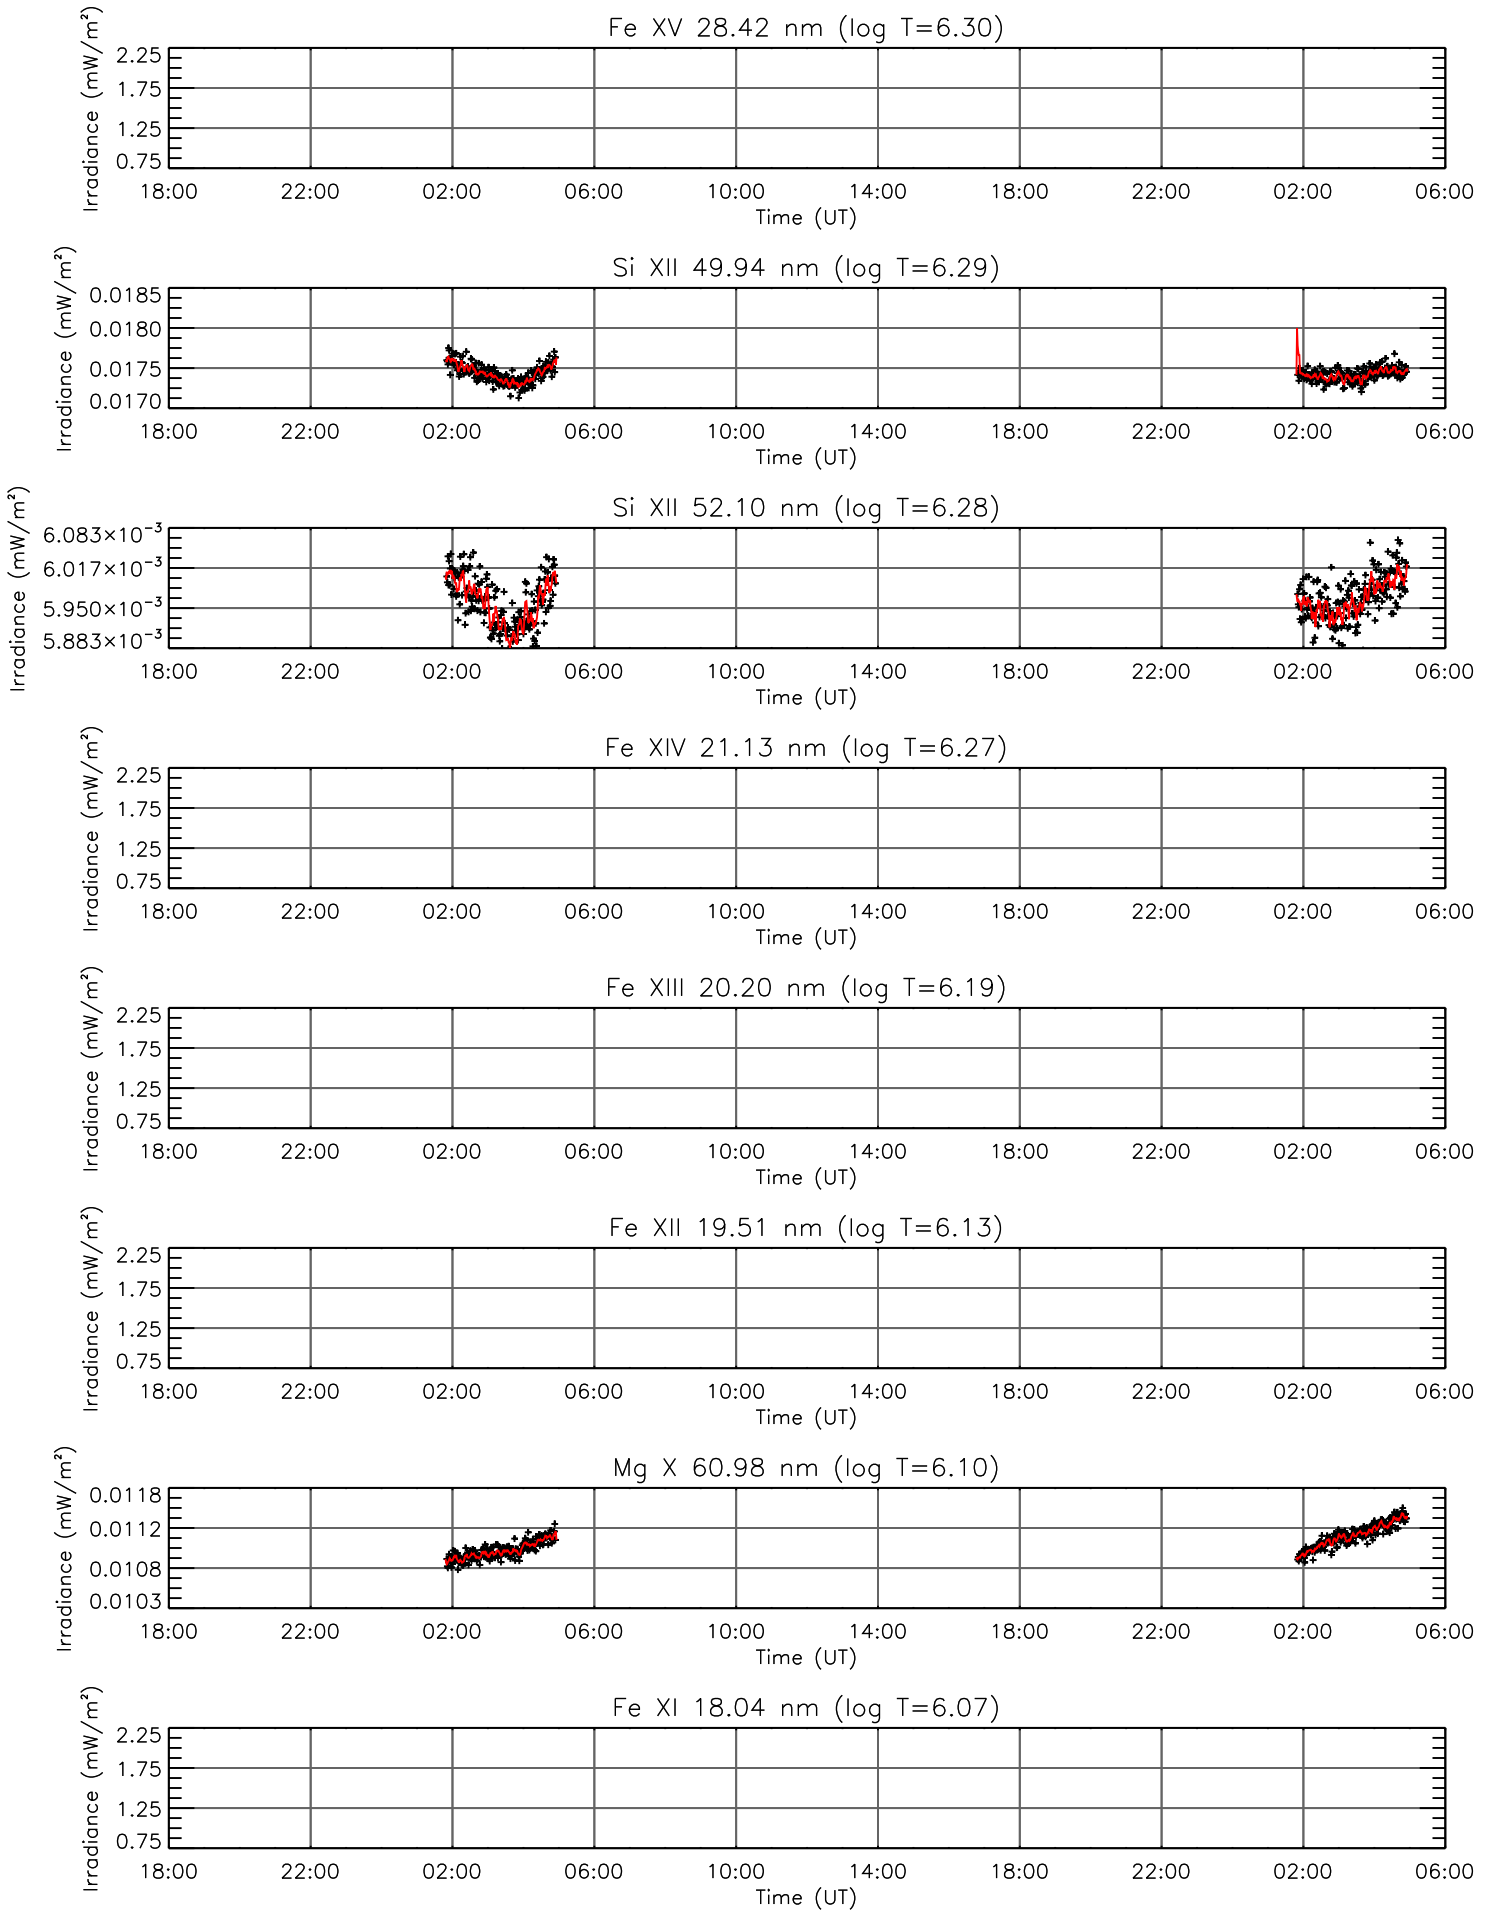 Fe XV 28.42 nm (log T=6.30)
Irradiance (mW/m²)
2.25
1.75
1.25
0.75
18:00 22:00 02:00 06:00 10:00 14:00 18:00 22:00 02:00 06:00
Time (UT)
Si XII 49.94 nm (log T=6.29)
Irradiance (mW/m²)
0.0185
0.0180
0.0175
0.0170
18:00 22:00 02:00 06:00 10:00 14:00 18:00 22:00 02:00 06:00
Time (UT)
Si XII 52.10 nm (log T=6.28)
Irradiance (mW/m²)
6.083×10⁻³
6.017×10⁻³
5.950×10⁻³
5.883×10⁻³
18:00 22:00 02:00 06:00 10:00 14:00 18:00 22:00 02:00 06:00
Time (UT)
Fe XIV 21.13 nm (log T=6.27)
Irradiance (mW/m²)
2.25
1.75
1.25
0.75
18:00 22:00 02:00 06:00 10:00 14:00 18:00 22:00 02:00 06:00
Time (UT)
Fe XIII 20.20 nm (log T=6.19)
Irradiance (mW/m²)
2.25
1.75
1.25
0.75
18:00 22:00 02:00 06:00 10:00 14:00 18:00 22:00 02:00 06:00
Time (UT)
Fe XII 19.51 nm (log T=6.13)
Irradiance (mW/m²)
2.25
1.75
1.25
0.75
18:00 22:00 02:00 06:00 10:00 14:00 18:00 22:00 02:00 06:00
Time (UT)
Mg X 60.98 nm (log T=6.10)
Irradiance (mW/m²)
0.0118
0.0112
0.0108
0.0103
18:00 22:00 02:00 06:00 10:00 14:00 18:00 22:00 02:00 06:00
Time (UT)
Fe XI 18.04 nm (log T=6.07)
Irradiance (mW/m²)
2.25
1.75
1.25
0.75
18:00 22:00 02:00 06:00 10:00 14:00 18:00 22:00 02:00 06:00
Time (UT)